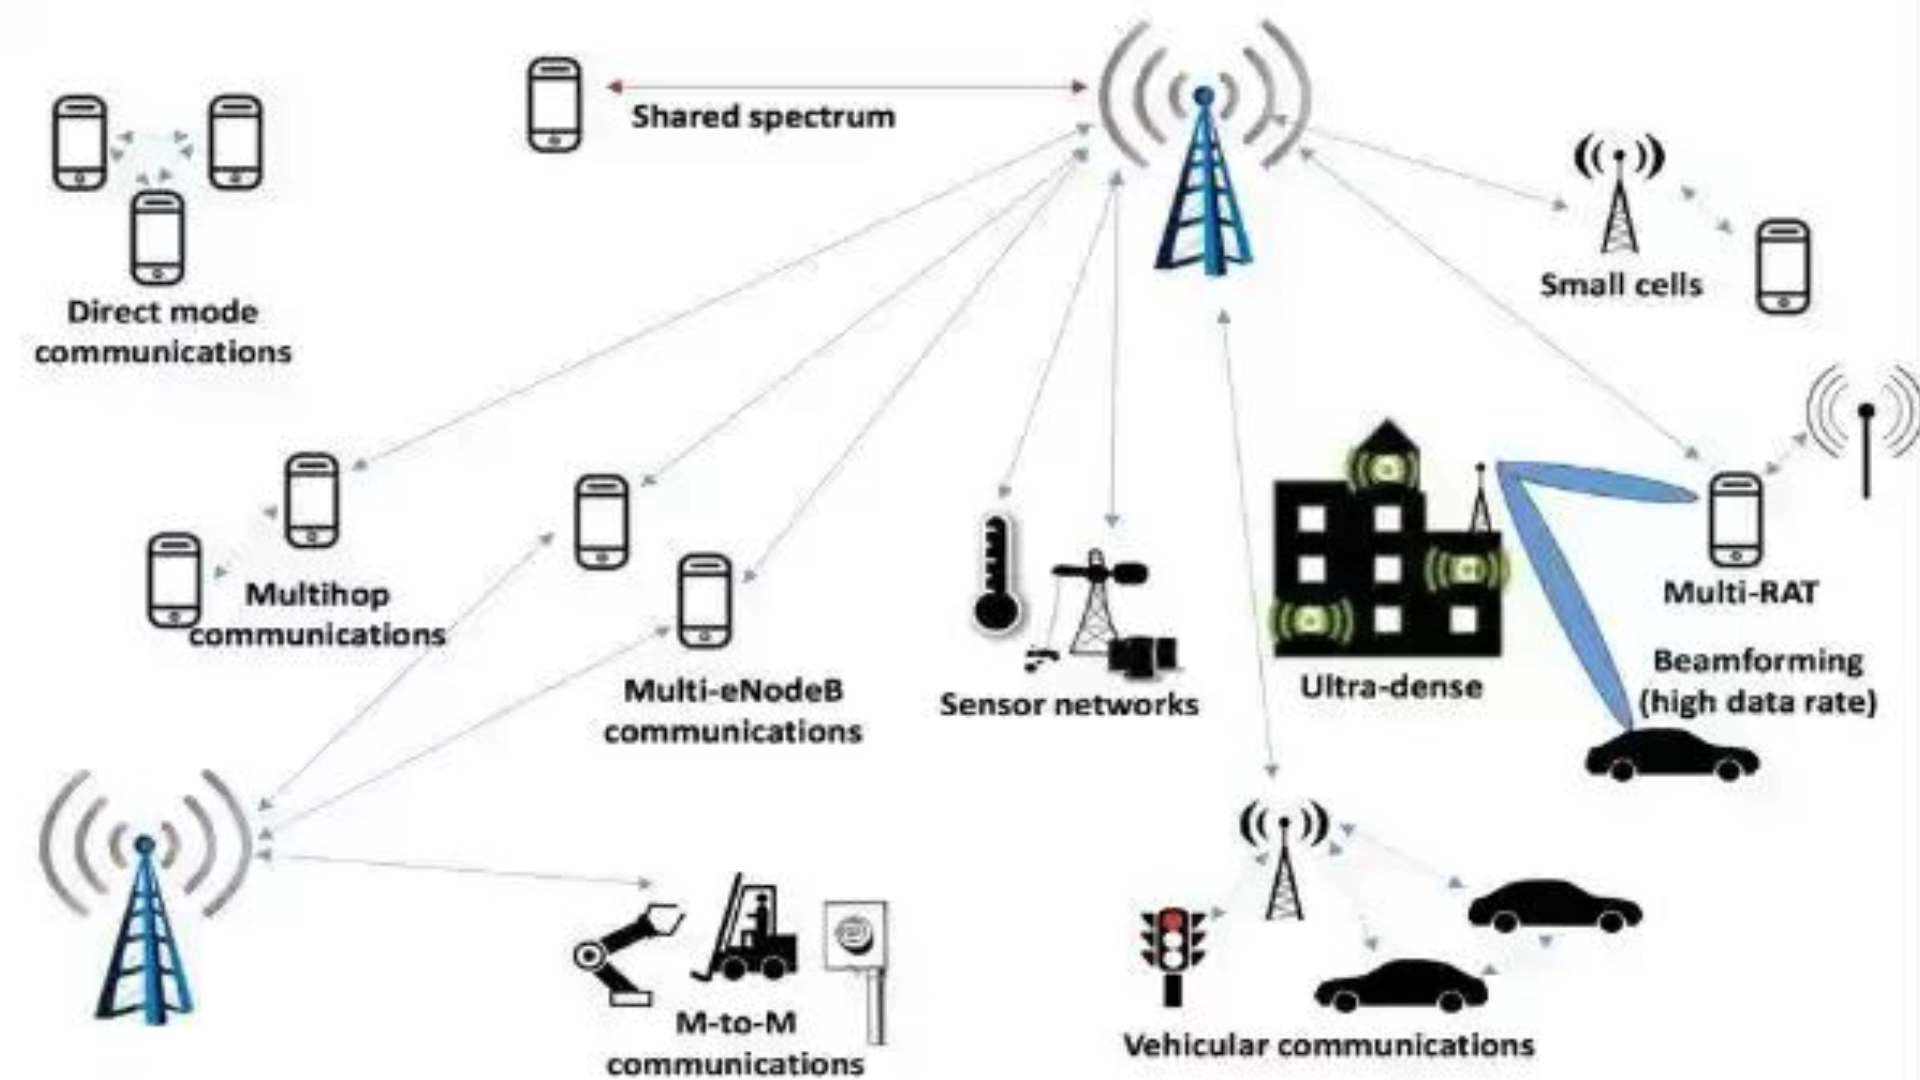 Shared spectrum
Direct mode
communications
Small cells
Multihop
communications
Multi-eNodeB
communications
Sensor networks
Ultra-dense
Multi-RAT
Beamforming
(high data rate)
M-to-M
communications
Vehicular communications